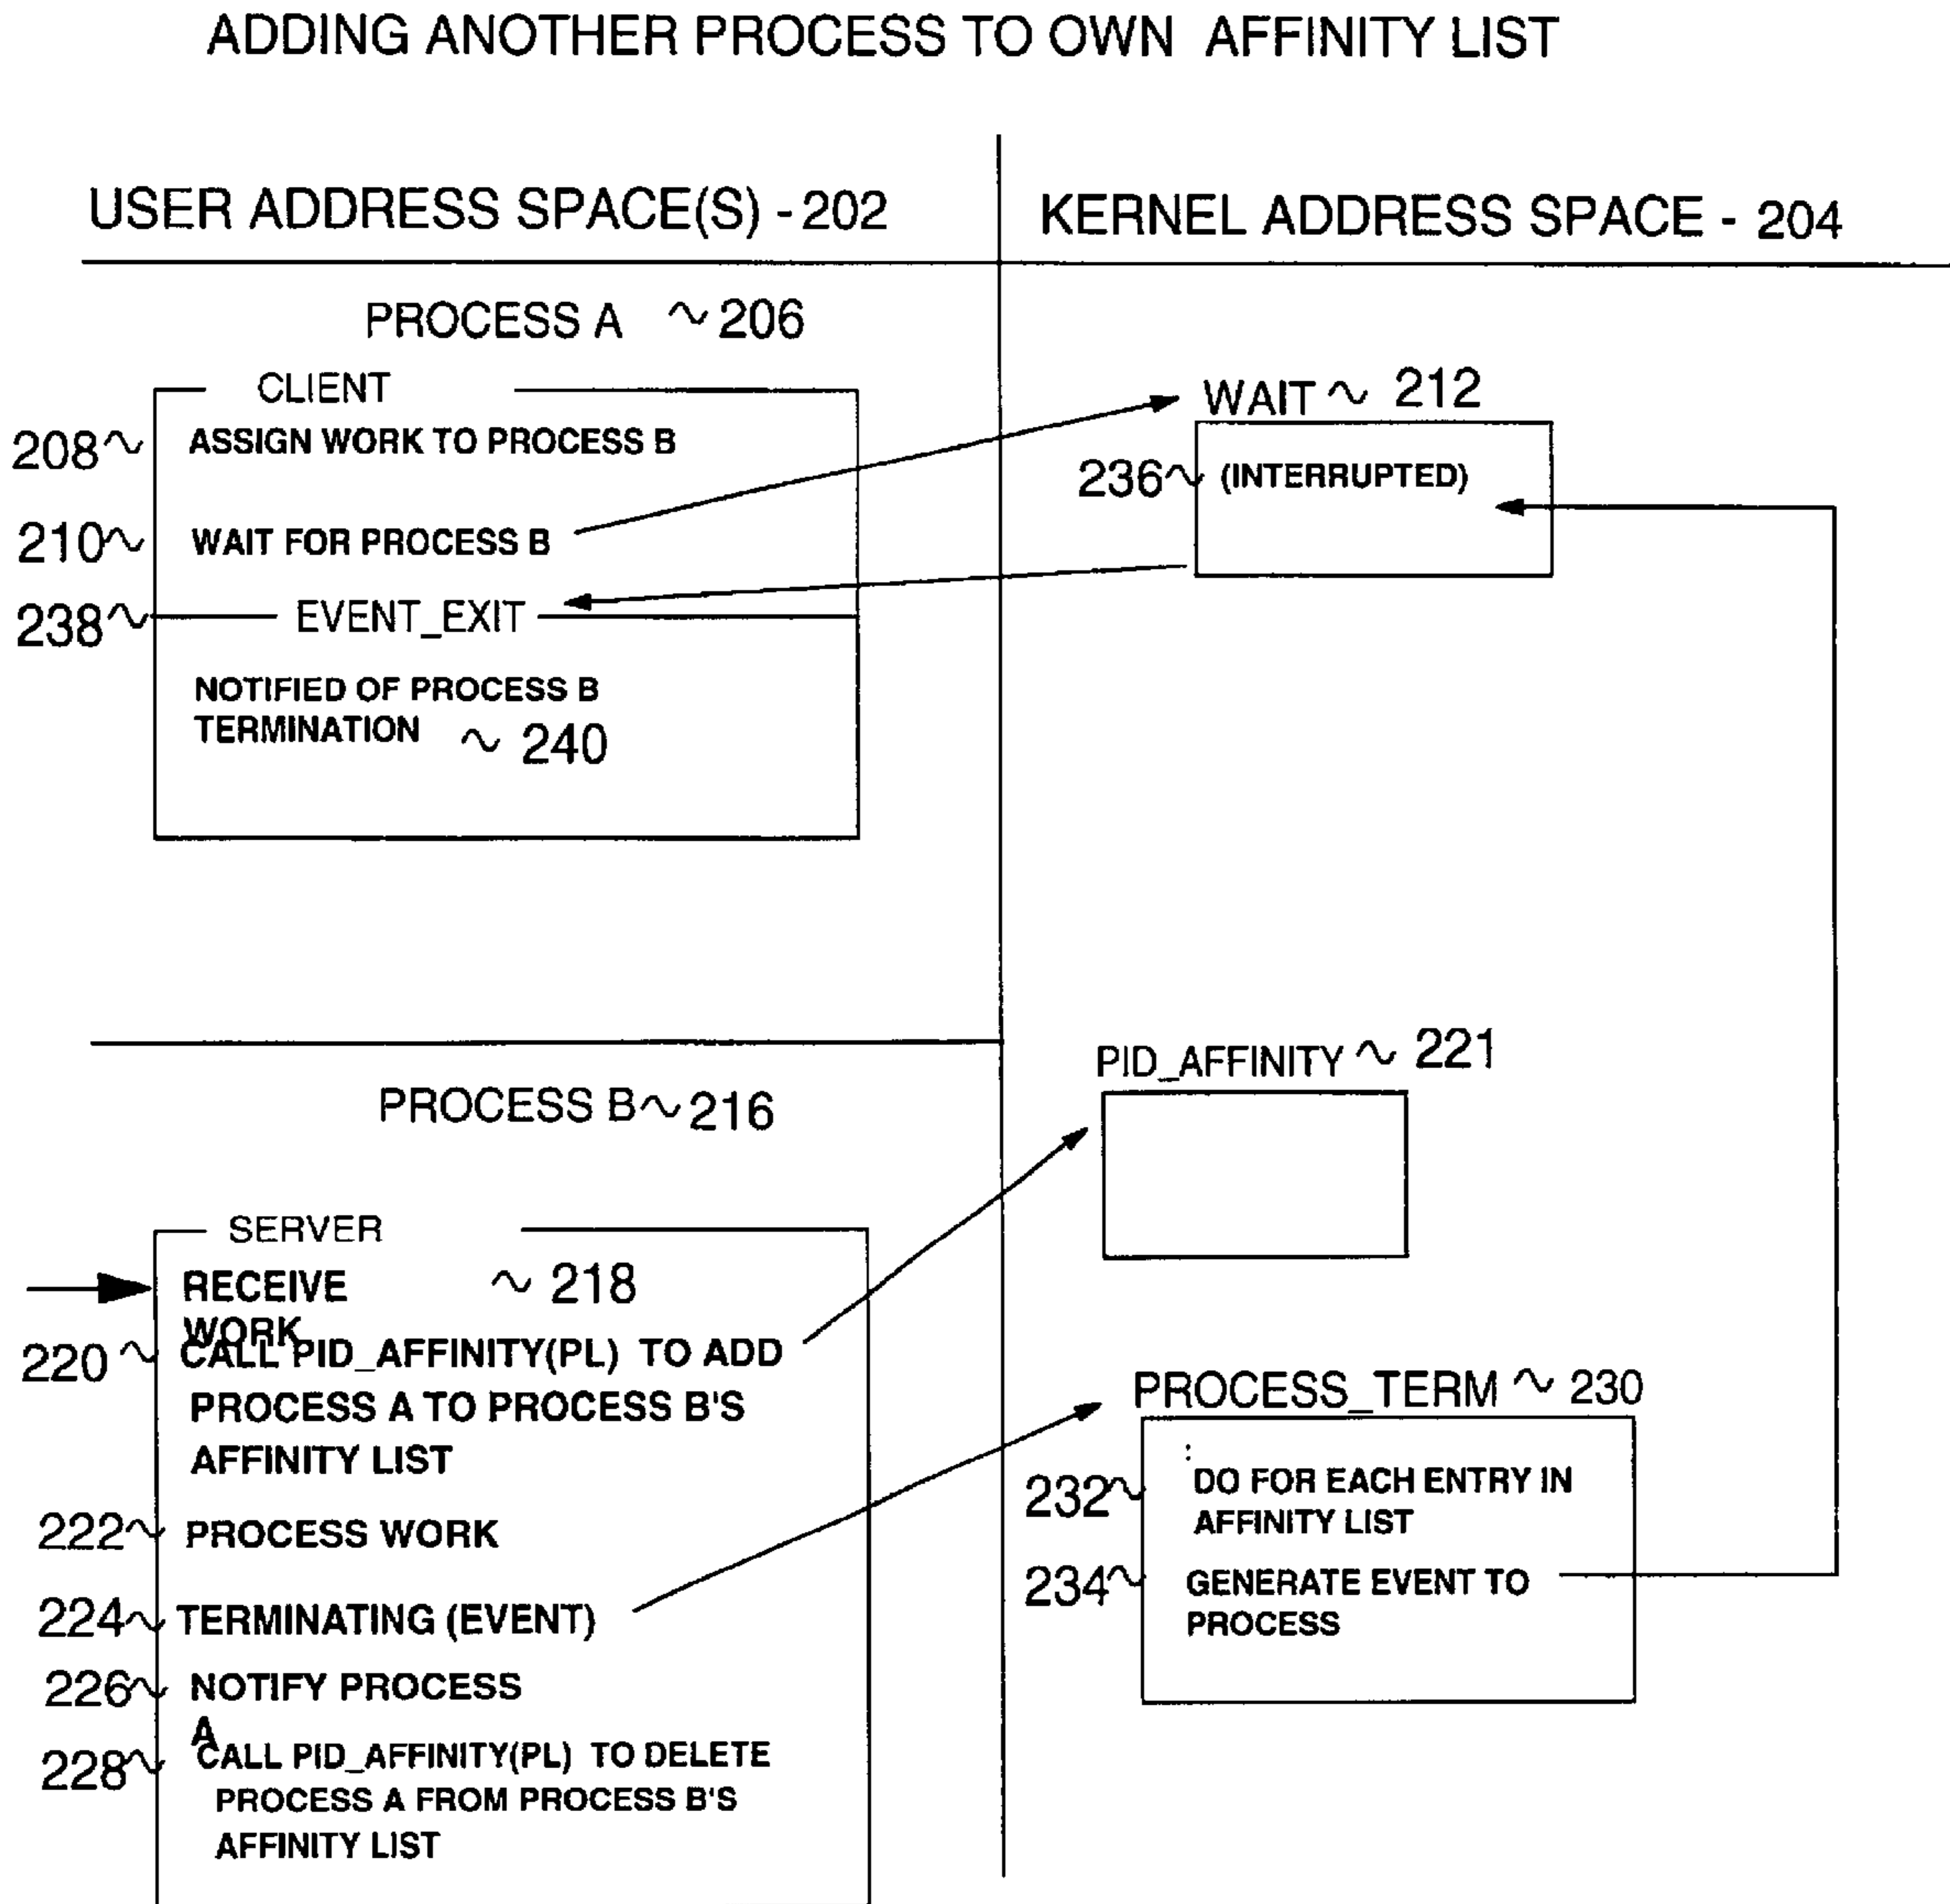 ADDING ANOTHER PROCESS TO OWN AFFINITY LIST
USER ADDRESS SPACE(S) - 202
KERNEL ADDRESS SPACE - 204
PROCESS A ~ 206
CLIENT
208~ ASSIGN WORK TO PROCESS B
210~ WAIT FOR PROCESS B
238~ EVENT_EXIT
NOTIFIED OF PROCESS B
TERMINATION ~ 240
WAIT ~ 212
236~ (INTERRUPTED)
PROCESS B~216
SERVER
RECEIVE ~ 218
WORK
220~ CALL PID_AFFINITY(PL) TO ADD
PROCESS A TO PROCESS B'S
AFFINITY LIST
222~ PROCESS WORK
224~ TERMINATING (EVENT)
226~ NOTIFY PROCESS
A
228~ CALL PID_AFFINITY(PL) TO DELETE
PROCESS A FROM PROCESS B'S
AFFINITY LIST
PID_AFFINITY ~ 221
PROCESS_TERM ~ 230
:
232~ DO FOR EACH ENTRY IN
AFFINITY LIST
234~ GENERATE EVENT TO
PROCESS